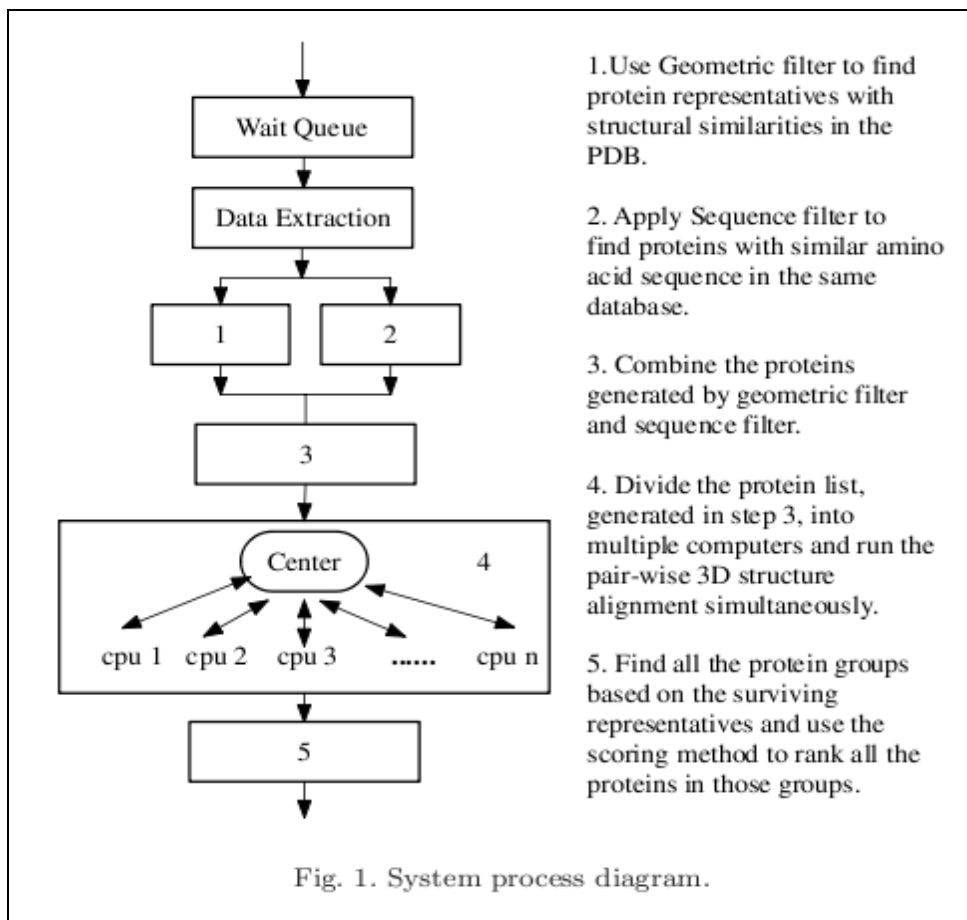 Wait Queue
Data Extraction
1
2
3
Center
4
cpu 1 cpu 2 cpu 3 ...... cpu n
5
1.Use Geometric filter to find
protein representatives with
structural similarities in the
PDB.
2. Apply Sequence filter to
find proteins with similar amino
acid sequence in the same
database.
3. Combine the proteins
generated by geometric filter
and sequence filter.
4. Divide the protein list,
generated in step 3, into
multiple computers and run the
pair-wise 3D structure
alignment simultaneously.
5. Find all the protein groups
based on the surviving
representatives and use the
scoring method to rank all the
proteins in those groups.
Fig. 1. System process diagram.